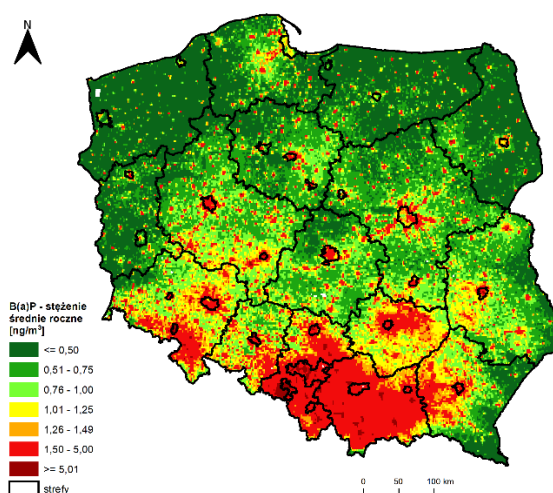 N
B(a)P - stężenie
średnie roczne
[ng/m³]
<= 0,50
0,51 - 0,75
0,76 - 1,00
1,01 - 1,25
1,26 - 1,49
1,50 - 5,00
>= 5,01
strefy
0 50 100 km